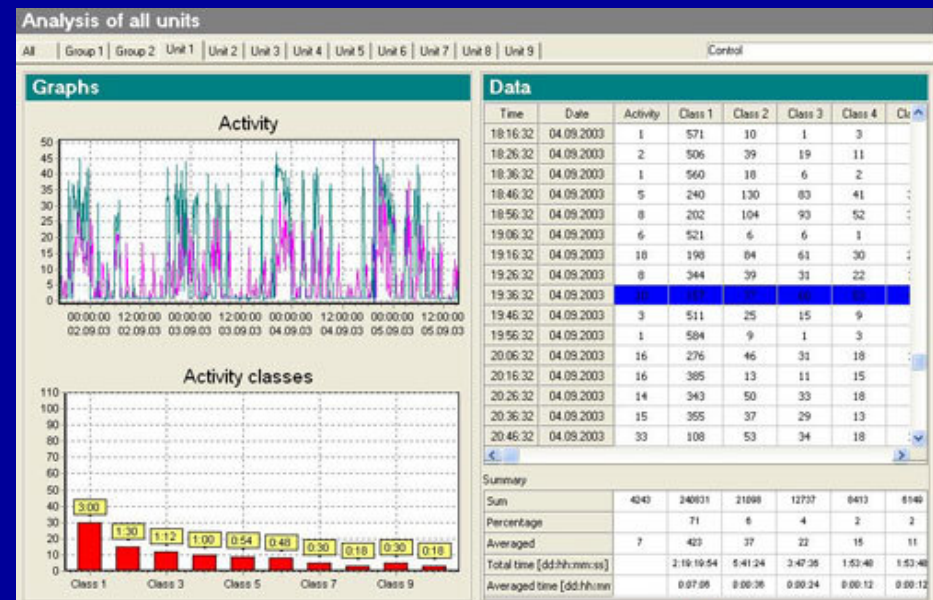 Analysis of all units
All Group 1 Group 2 Unit 1 Unit 2 Unit 3 Unit 4 Unit 5 Unit 6 Unit 7 Unit 8 Unit 9 Control
Graphs
Activity
50
45
40
35
30
25
20
15
10
5
0
00:00:00 12:00:00 00:00:00 12:00:00 00:00:00 12:00:00 00:00:00 12:00:00
02.09.03 02.09.03 03.09.03 03.09.03 04.09.03 04.09.03 05.09.03 05.09.03
Activity classes
110
100
90
80
70
60
50
40
30
20
10
0
3:00 1:30 1:12 1:00 0:54 0:48 0:30 0:18 0:30 0:18
Class 1 Class 3 Class 5 Class 7 Class 9
Data
Time Date Activity Class 1 Class 2 Class 3 Class 4
18:16:32 04.09.2003 1 571 10 1 3
18:26:32 04.09.2003 2 506 39 19 11
18:36:32 04.09.2003 1 560 18 6 2
18:46:32 04.09.2003 5 240 130 83 41
18:56:32 04.09.2003 8 202 104 93 52
19:06:32 04.09.2003 6 521 6 6 1
19:16:32 04.09.2003 18 198 84 61 30
19:26:32 04.09.2003 8 344 39 31 22
19:36:32 04.09.2003
19:46:32 04.09.2003 3 511 25 15 9
19:56:32 04.09.2003 1 584 9 1 3
20:06:32 04.09.2003 16 276 46 31 18
20:16:32 04.09.2003 16 385 13 11 15
20:26:32 04.09.2003 14 343 50 33 18
20:36:32 04.09.2003 15 355 37 29 13
20:46:32 04.09.2003 33 108 53 34 18
Summary
Sum 4243 240831 21098 12737 8413 6149
Percentage 71 6 4 2 2
Averaged 7 423 37 22 15 11
Total time [dd:hh:mm:ss] 2:19:19:54 5:41:24 3:47:36 1:53:48 1:53:48
Averaged time [dd:hh:mm 0:07:06 0:00:36 0:00:24 0:00:12 0:00:12